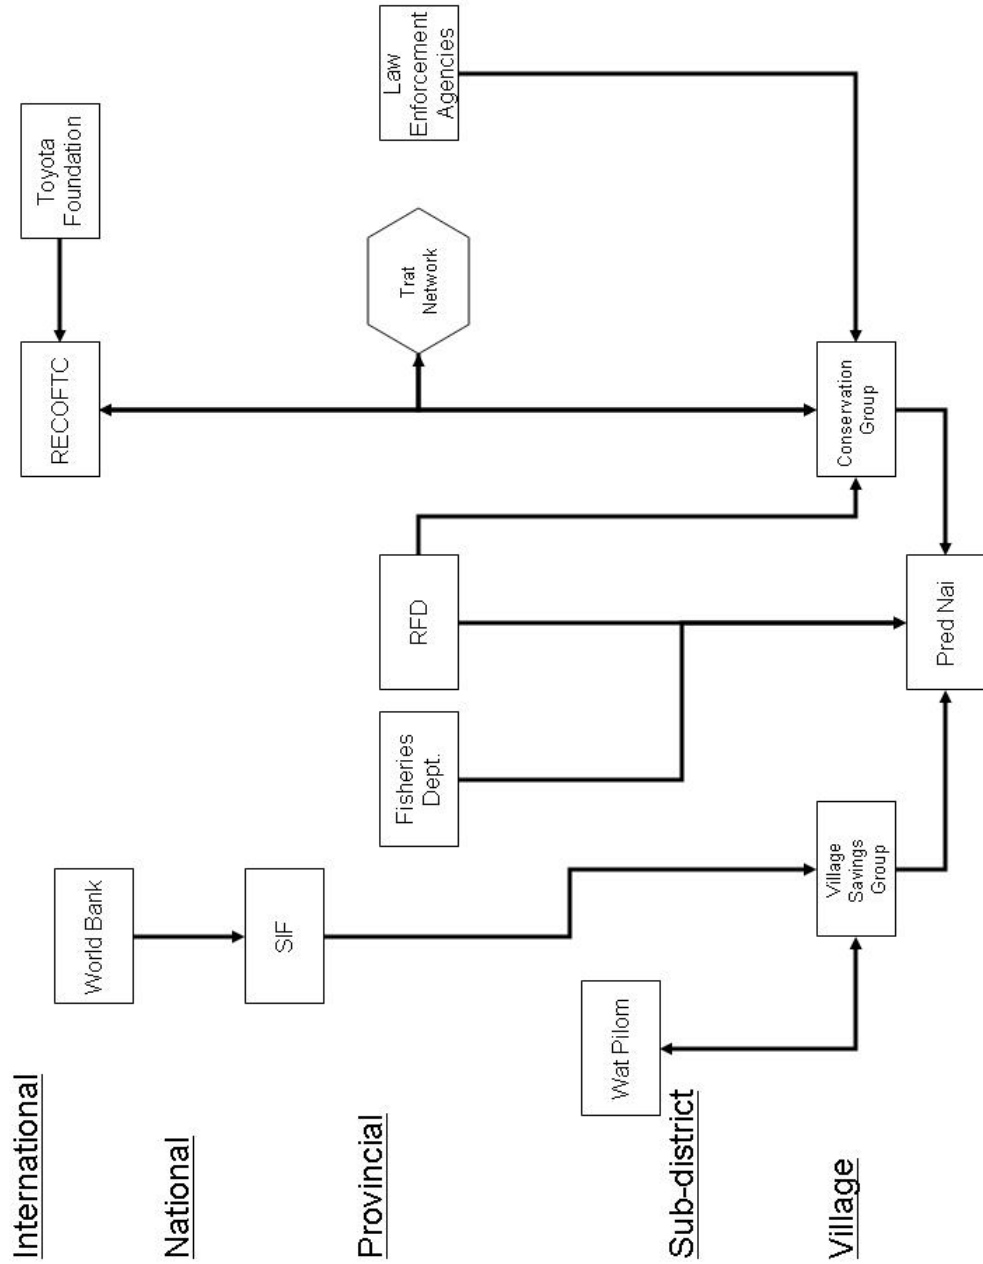 International
World Bank
RECOFTC
Toyota
Foundation
National
SIF
Provincial
Fisheries
Dept.
RFD
Trat
Network
Law
Enforcement
Agencies
Sub-district
Wat Pilom
Village
Village
Savings
Group
Conservation
Group
Pred Nai